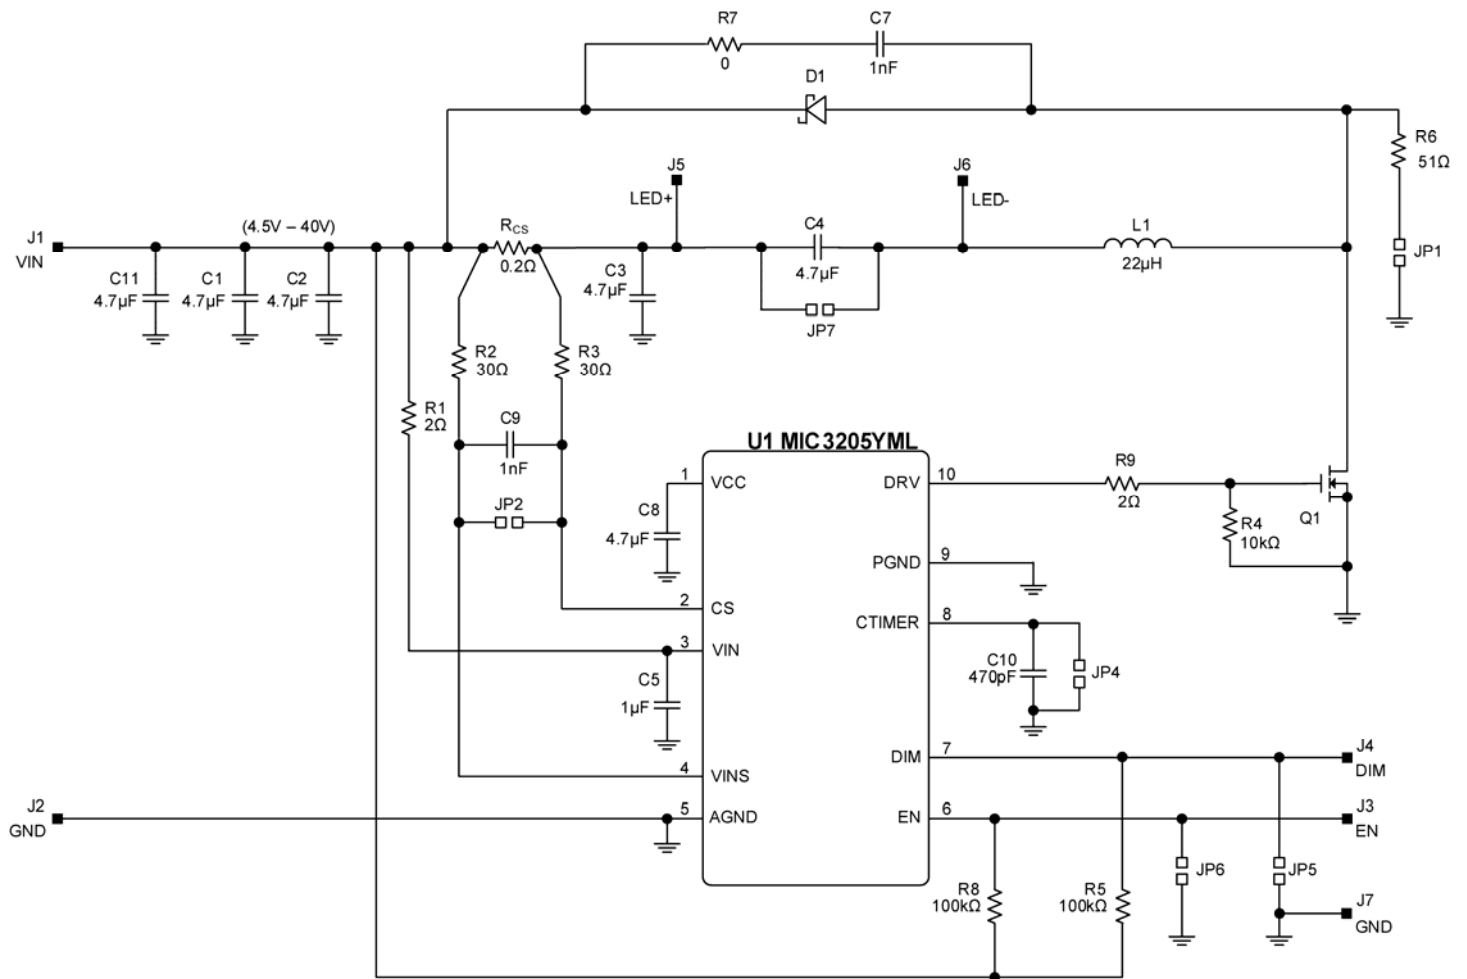 R7
0
C7
1nF
D1
R6
51Ω
J5
LED+
J6
LED-
J1
VIN
(4.5V – 40V)
RCS
0.2Ω
C4
4.7µF
L1
22µH
JP1
C11
4.7µF
C1
4.7µF
C2
4.7µF
C3
4.7µF
JP7
R2
30Ω
R3
30Ω
R1
2Ω
C9
1nF
U1 MIC3205YML
1
VCC
DRV
10
R9
2Ω
Q1
JP2
C8
4.7µF
R4
10kΩ
PGND
9
2
CS
CTIMER
8
3
VIN
C10
470pF
JP4
C5
1µF
4
VINS
DIM
7
J4
DIM
J2
GND
5
AGND
EN
6
J3
EN
JP6
JP5
R8
100kΩ
R5
100kΩ
J7
GND